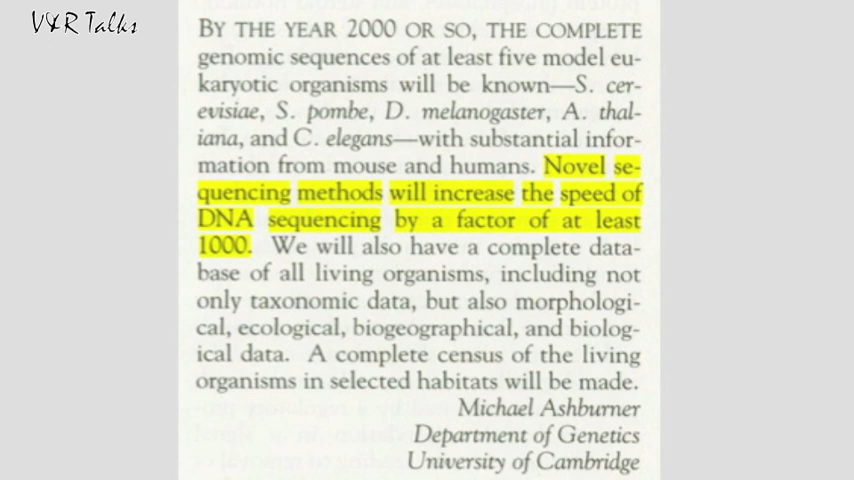 V&R Talks
BY THE YEAR 2000 OR SO, THE COMPLETE
genomic sequences of at least five model eu-
karyotic organisms will be known—S. cer-
evisiae, S. pombe, D. melanogaster, A. thal-
iana, and C. elegans—with substantial infor-
mation from mouse and humans. Novel se-
quencing methods will increase the speed of
DNA sequencing by a factor of at least
1000. We will also have a complete data-
base of all living organisms, including not
only taxonomic data, but also morphologi-
cal, ecological, biogeographical, and biolog-
ical data. A complete census of the living
organisms in selected habitats will be made.
Michael Ashburner
Department of Genetics
University of Cambridge